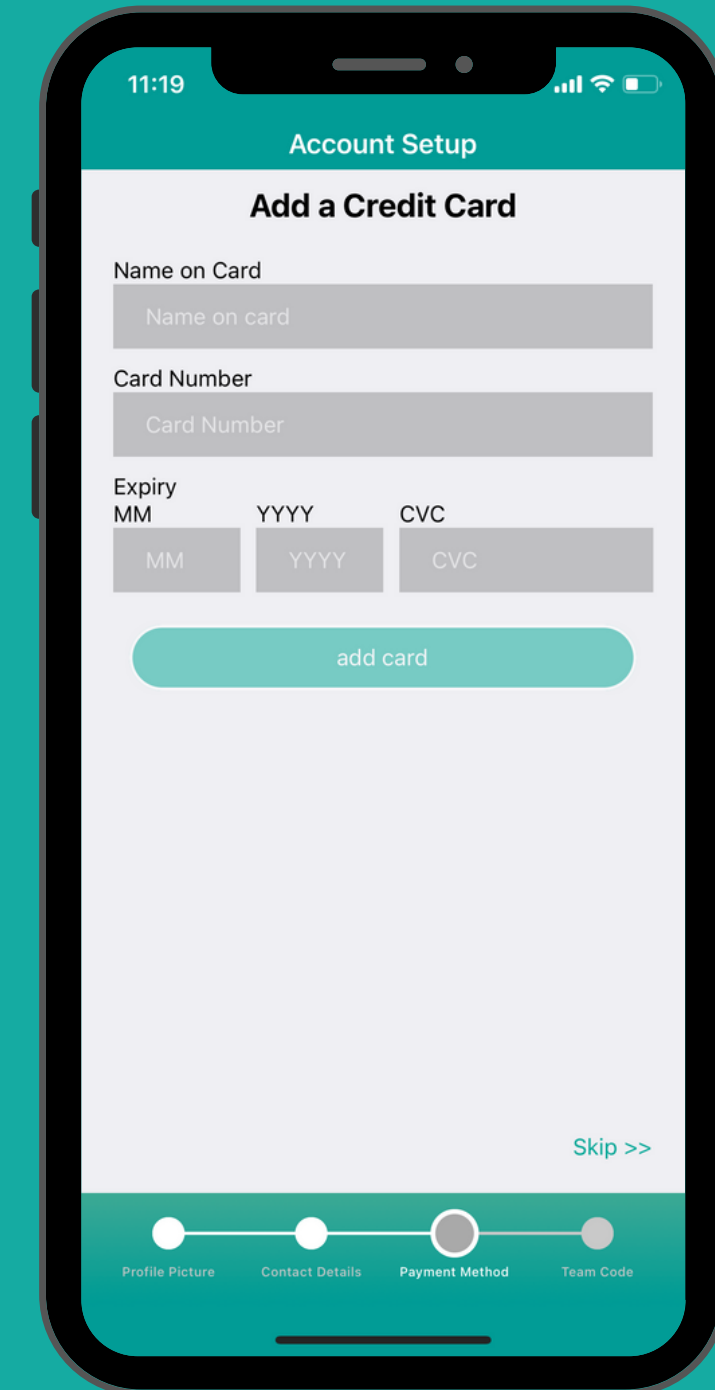 11:19
Account Setup
Add a Credit Card
Name on Card
Name on card
Card Number
Card Number
Expiry
MM YYYY CVC
MM YYYY CVC
add card
Skip >>
Profile Picture Contact Details Payment Method Team Code